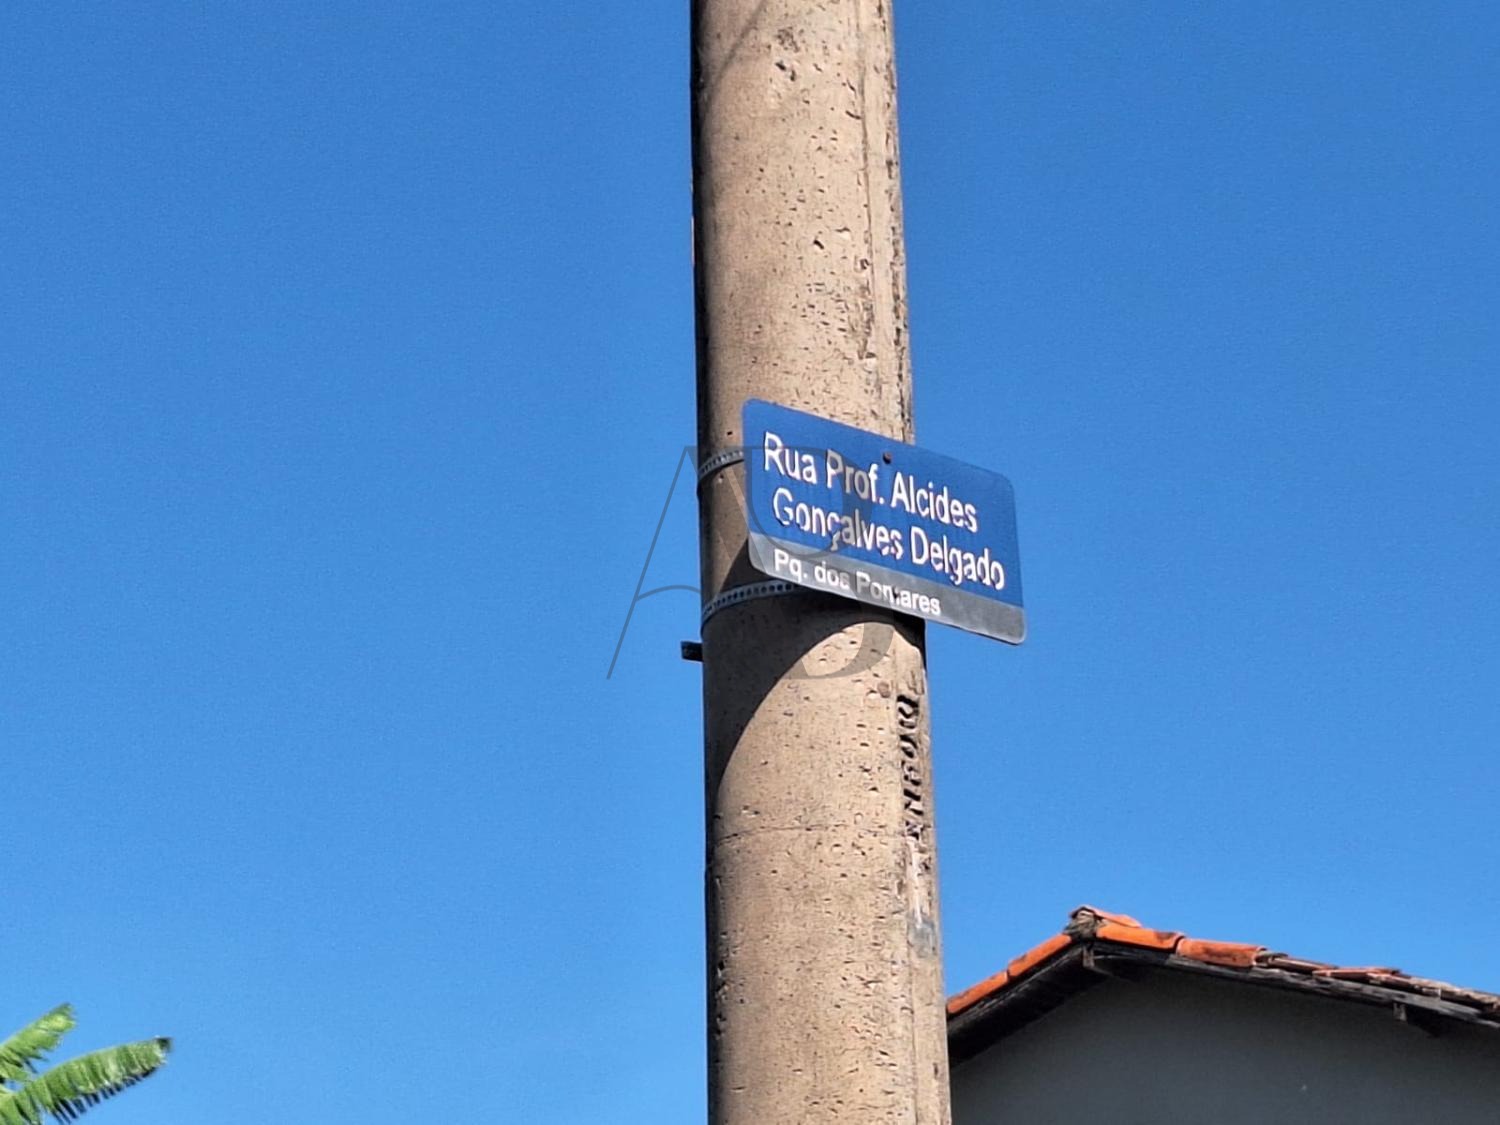 Rua Prof. Alcides
Gonçalves Delgado
Pq. dos Pomares